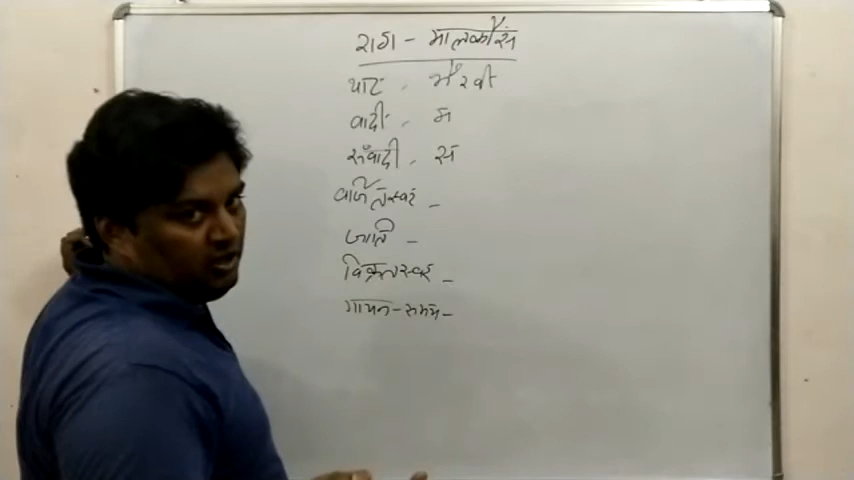 राग - मालकौंस
थाट - भैरवी
वादी - म
संवादी - स
वर्जित स्वर -
जाति -
विकृत स्वर -
गायन - समय -